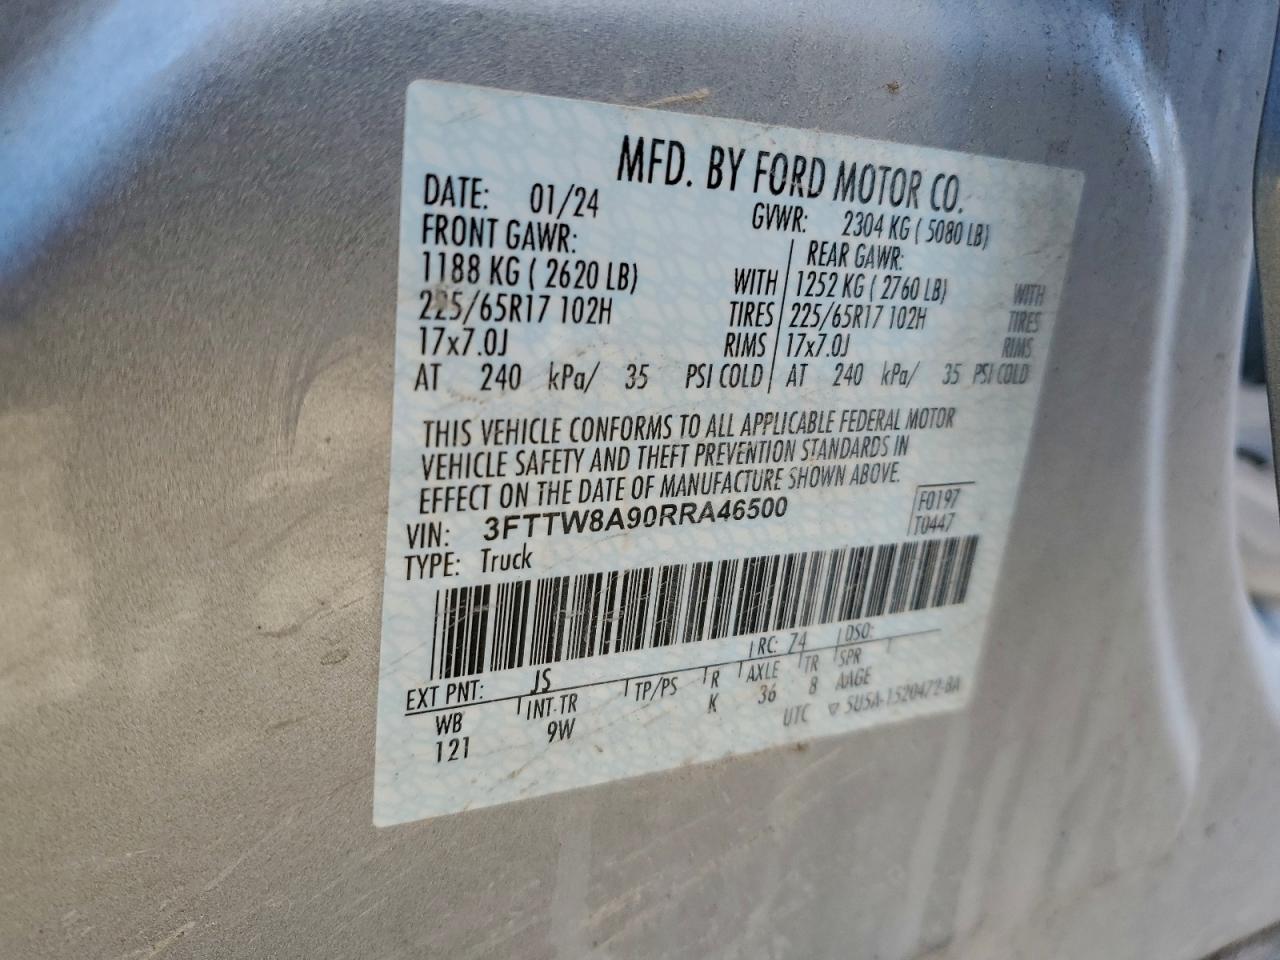 MFD. BY FORD MOTOR CO.
DATE: 01/24 GVWR: 2304 KG ( 5080 LB)
FRONT GAWR: REAR GAWR:
1188 KG ( 2620 LB) WITH 1252 KG ( 2760 LB) WITH
225/65R17 102H TIRES 225/65R17 102H TIRES
17x7.0J RIMS 17x7.0J RIMS
AT 240 kPa/ 35 PSI COLD AT 240 kPa/ 35 PSI COLD
THIS VEHICLE CONFORMS TO ALL APPLICABLE FEDERAL MOTOR
VEHICLE SAFETY AND THEFT PREVENTION STANDARDS IN
EFFECT ON THE DATE OF MANUFACTURE SHOWN ABOVE.
VIN: 3FTTW8A90RRA46500 F0197
TYPE: Truck T0447
EXT PNT: JS RC: 74 DSO:
WB INT TR TP/PS R AXLE TR SPR
121 9W K 36 8 AAGE
UTC ▽ 5U5A-1520472-BA